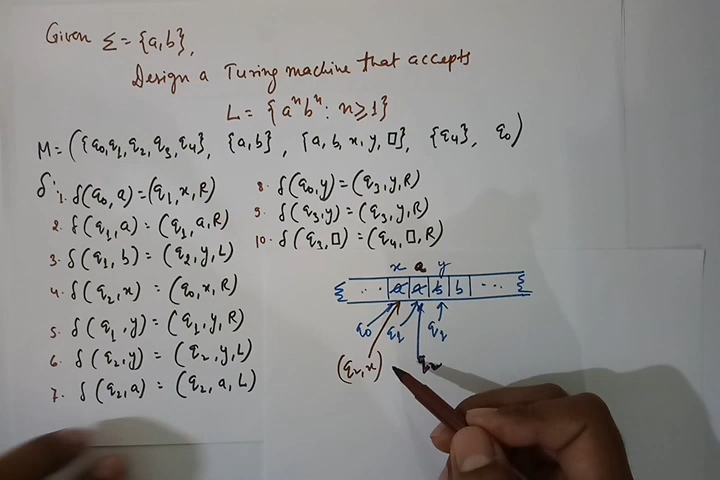 Given Σ = {a,b},
Design a Turing machine that accepts
L = {aⁿbⁿ : n ≥ 1}
M = ({q₀,q₁,q₂,q₃,q₄}, {a,b}, {a, b, x, y, □}, {q₄}, q₀)
δ:
1. δ(q₀, a) = (q₁, x, R)
2. δ(q₁, a) = (q₁, a, R)
3. δ(q₁, b) = (q₂, y, L)
4. δ(q₂, x) = (q₀, x, R)
5. δ(q₁, y) = (q₁, y, R)
6. δ(q₂, y) = (q₂, y, L)
7. δ(q₂, a) = (q₂, a, L)
8. δ(q₀, y) = (q₃, y, R)
9. δ(q₃, y) = (q₃, y, R)
10. δ(q₃, □) = (q₄, □, R)
x a y
·· a a b b ···
q₀ q₁ q₁
(q₂, x) q₂